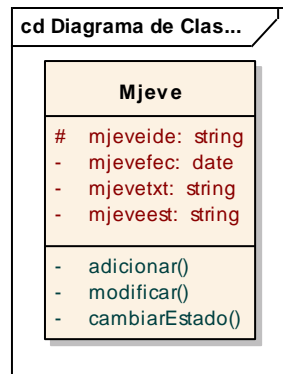 cd Diagrama de Clas...
Mjeve
# mjeveide: string
- mjevefec: date
- mjevetxt: string
- mjeveest: string
- adicionar()
- modificar()
- cambiarEstado()